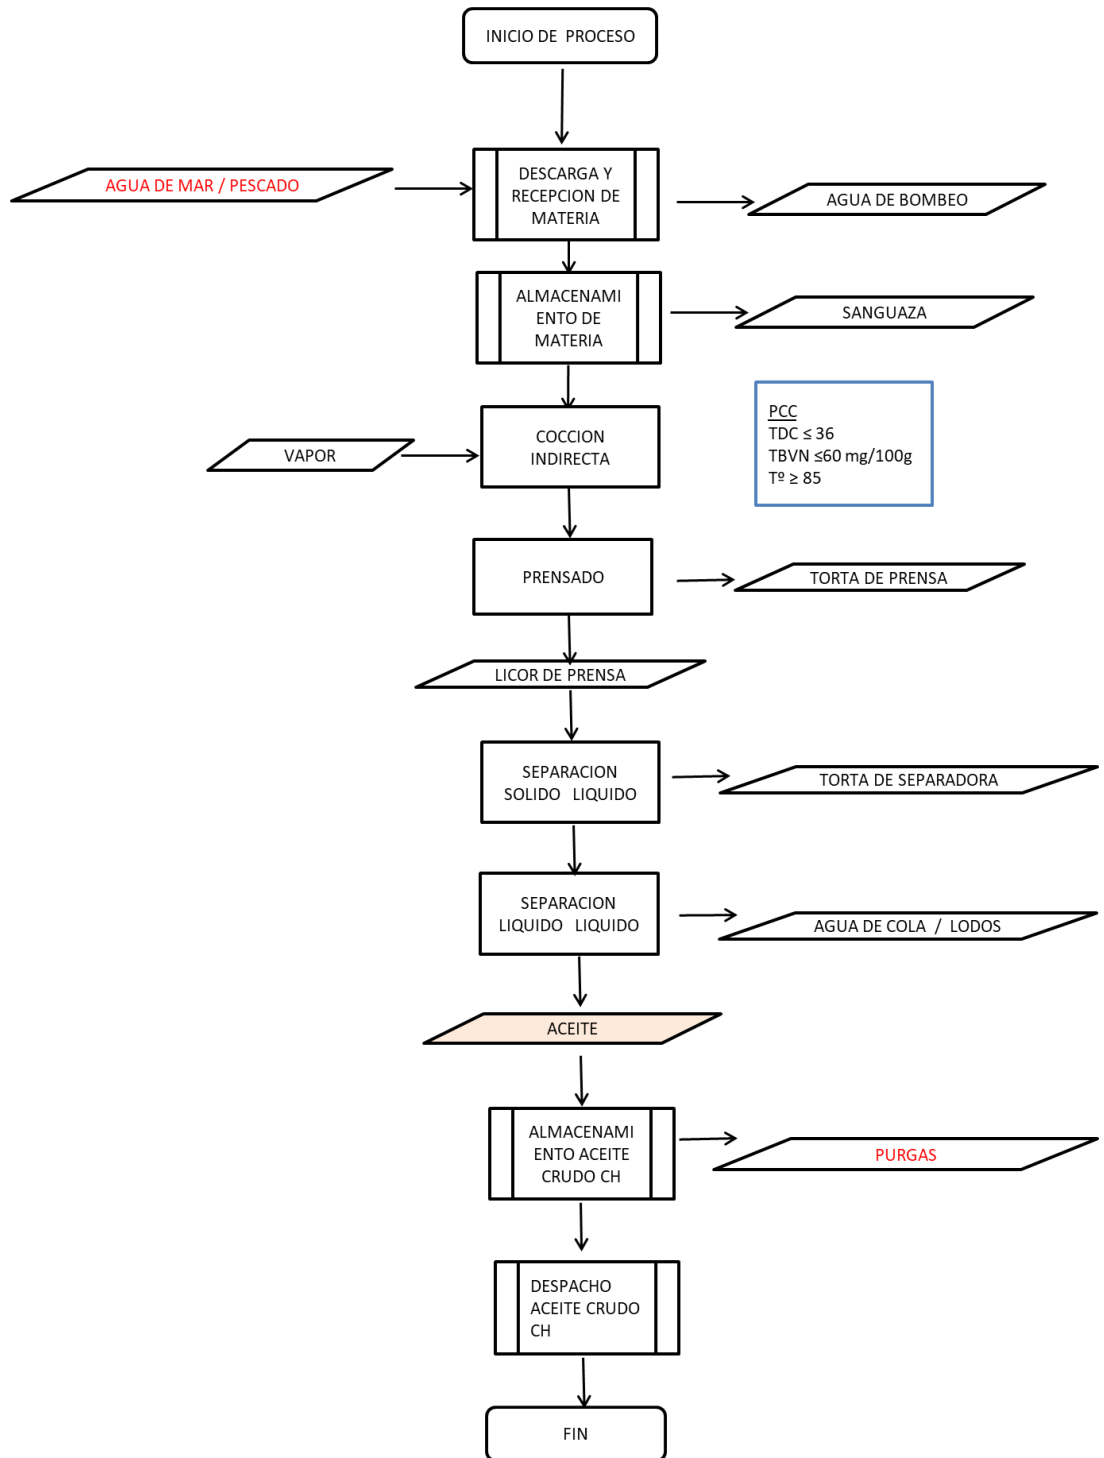 INICIO DE PROCESO
AGUA DE MAR / PESCADO
DESCARGA Y
RECEPCION DE
MATERIA
AGUA DE BOMBEO
ALMACENAMI
ENTO DE
MATERIA
SANGUAZA
PCC
TDC ≤ 36
TBVN ≤60 mg/100g
Tº ≥ 85
VAPOR
COCCION
INDIRECTA
PRENSADO
TORTA DE PRENSA
LICOR DE PRENSA
SEPARACION
SOLIDO LIQUIDO
TORTA DE SEPARADORA
SEPARACION
LIQUIDO LIQUIDO
AGUA DE COLA / LODOS
ACEITE
ALMACENAMI
ENTO ACEITE
CRUDO CH
PURGAS
DESPACHO
ACEITE CRUDO
CH
FIN